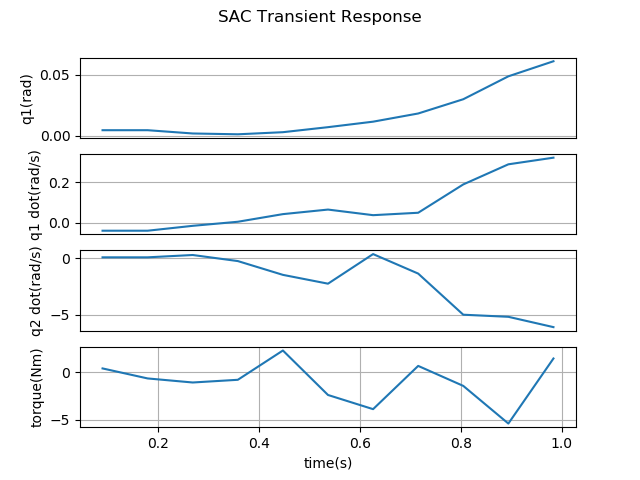 SAC Transient Response
q1(rad)
0.05
0.00
q1 dot(rad/s)
0.2
0.0
q2 dot(rad/s)
0
−5
torque(Nm)
0
−5
0.2 0.4 0.6 0.8 1.0
time(s)